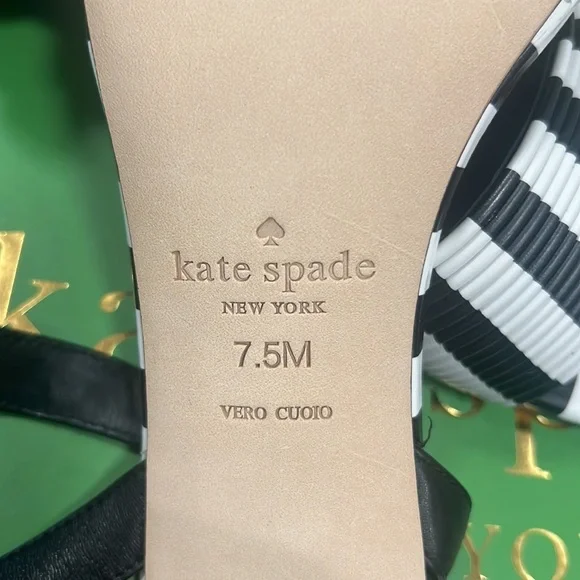 kate spade
NEW YORK
7.5M
VERO CUOIO